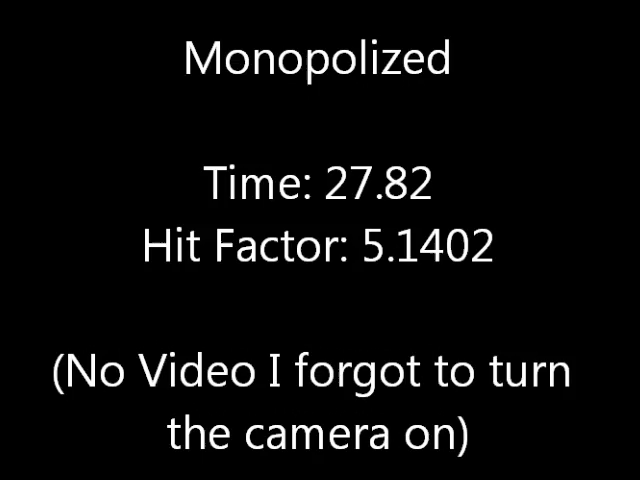 Monopolized
Time: 27.82
Hit Factor: 5.1402
(No Video I forgot to turn
the camera on)